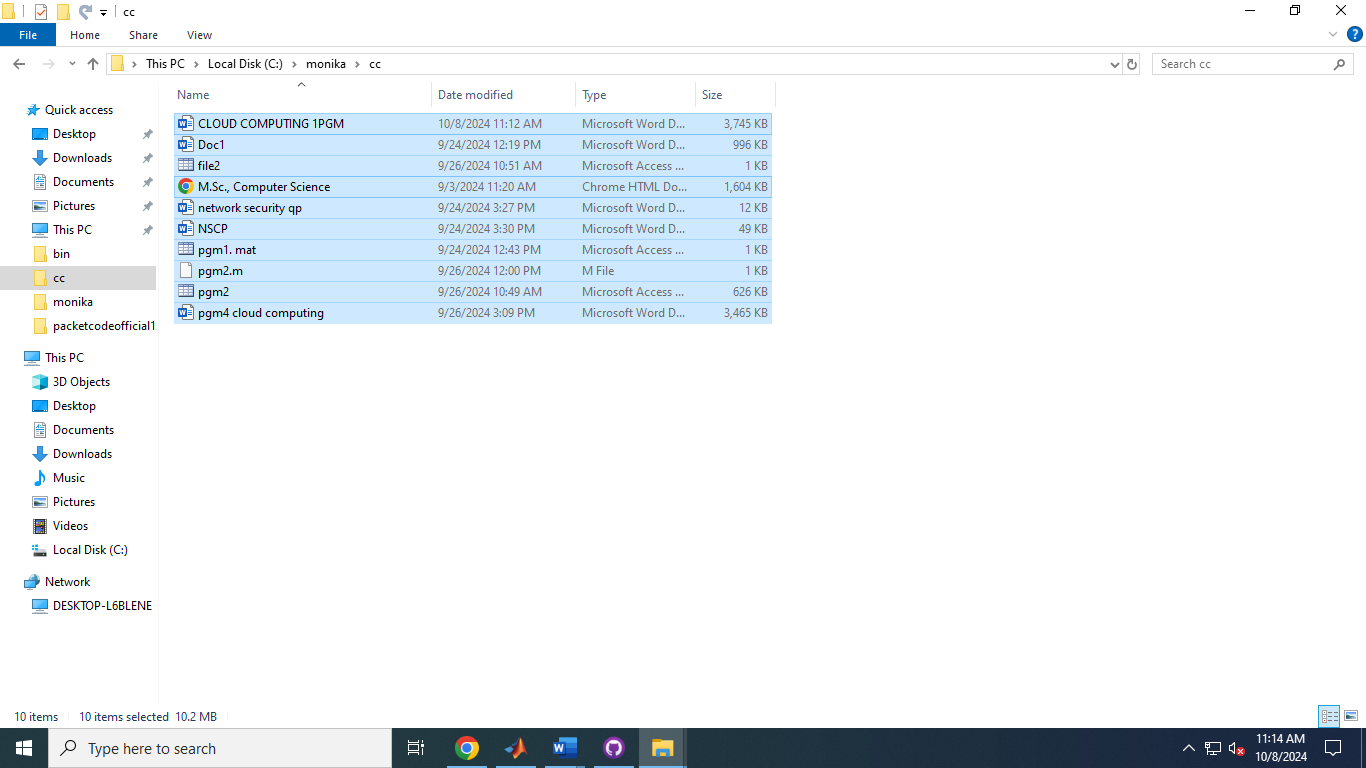 cc
File Home Share View
This PC Local Disk (C:) monika cc
Search cc
Name Date modified Type Size
CLOUD COMPUTING 1PGM 10/8/2024 11:12 AM Microsoft Word D... 3,745 KB
Doc1 9/24/2024 12:19 PM Microsoft Word D... 996 KB
file2 9/26/2024 10:51 AM Microsoft Access ... 1 KB
M.Sc., Computer Science 9/3/2024 11:20 AM Chrome HTML Do... 1,604 KB
network security qp 9/24/2024 3:27 PM Microsoft Word D... 12 KB
NSCP 9/24/2024 3:30 PM Microsoft Word D... 49 KB
pgm1. mat 9/24/2024 12:43 PM Microsoft Access ... 1 KB
pgm2.m 9/26/2024 12:00 PM M File 1 KB
pgm2 9/26/2024 10:49 AM Microsoft Access ... 626 KB
pgm4 cloud computing 9/26/2024 3:09 PM Microsoft Word D... 3,465 KB
Quick access
Desktop
Downloads
Documents
Pictures
This PC
bin
cc
monika
packetcodeofficial1
This PC
3D Objects
Desktop
Documents
Downloads
Music
Pictures
Videos
Local Disk (C:)
Network
DESKTOP-L6BLENE
10 items 10 items selected 10.2 MB
Type here to search
11:14 AM
10/8/2024